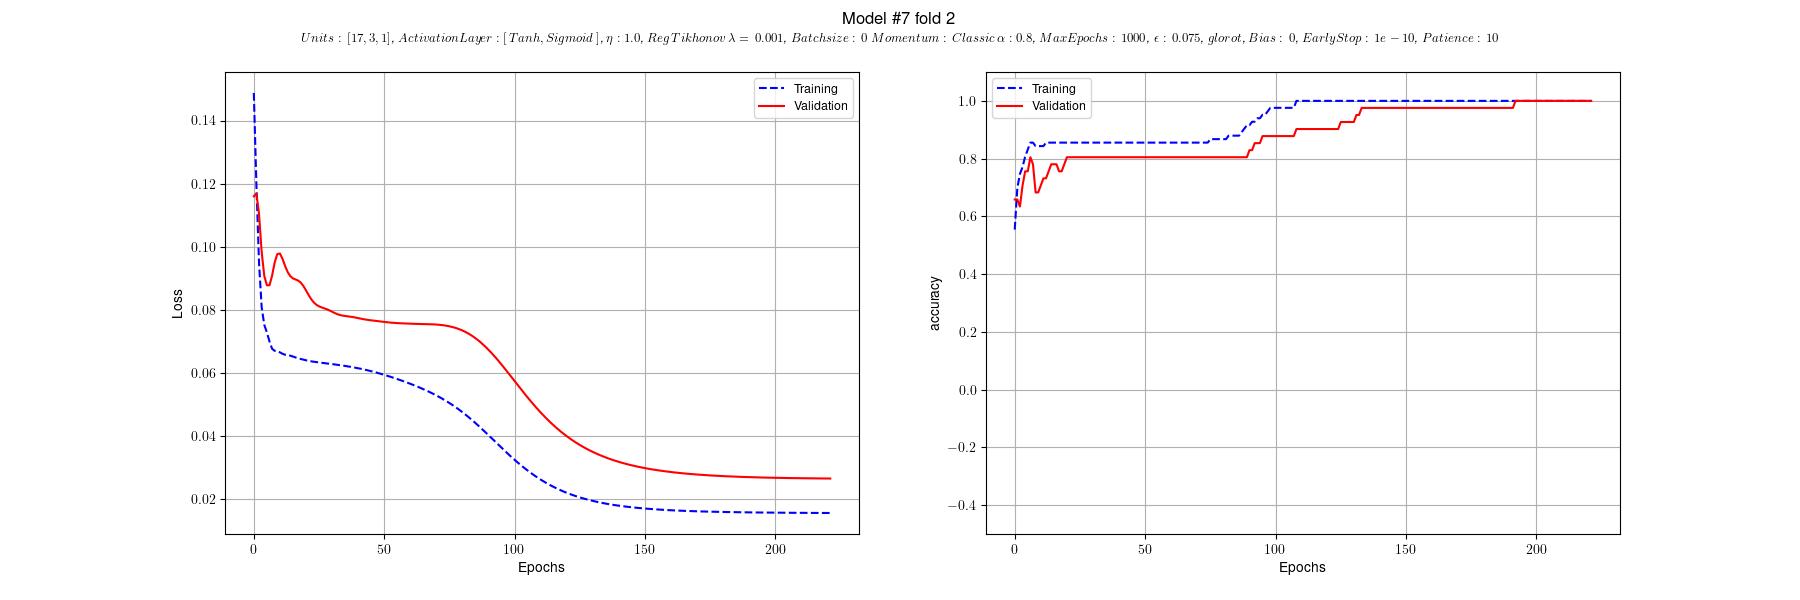 Model #7 fold 2
Units : [17, 3, 1], ActivationLayer : [ Tanh, Sigmoid ], η : 1.0, RegTikhonov λ = 0.001, Batchsize : 0 Momentum : Classic α : 0.8, MaxEpochs : 1000, ϵ : 0.075, glorot, Bias : 0, EarlyStop : 1e − 10, Patience : 10
Training
Validation
0.14
0.12
0.10
0.08
0.06
0.04
0.02
Loss
0 50 100 150 200
Epochs
Training
Validation
1.0
0.8
0.6
0.4
0.2
0.0
−0.2
−0.4
accuracy
0 50 100 150 200
Epochs